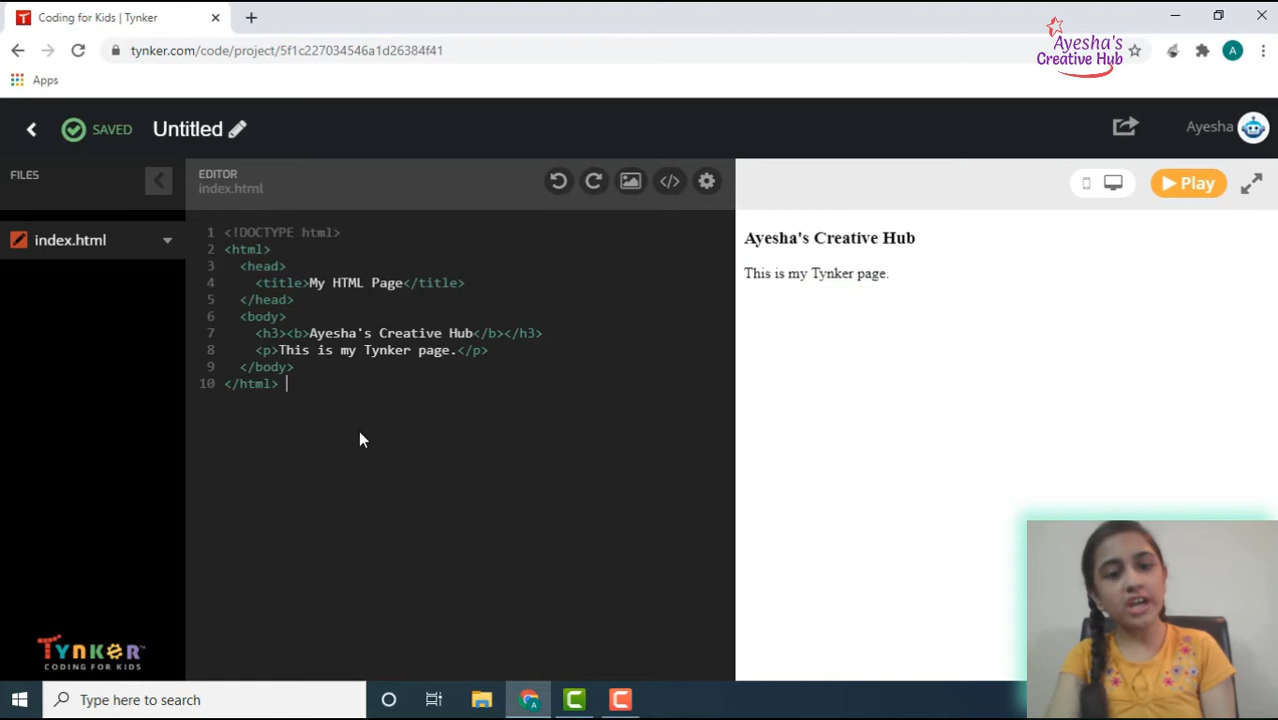 Coding for Kids | Tynker
tynker.com/code/project/5f1c227034546a1d26384f41
A
Ayesha's
Creative Hub
Apps
SAVED
Untitled
Ayesha
FILES
EDITOR
index.html
Play
index.html
1 <!DOCTYPE html>
2 <html>
3 <head>
4 <title>My HTML Page</title>
5 </head>
6 <body>
7 <h3><b>Ayesha's Creative Hub</b></h3>
8 <p>This is my Tynker page.</p>
9 </body>
10 </html>
Ayesha's Creative Hub
This is my Tynker page.
TYNKER
CODING FOR KIDS
Type here to search